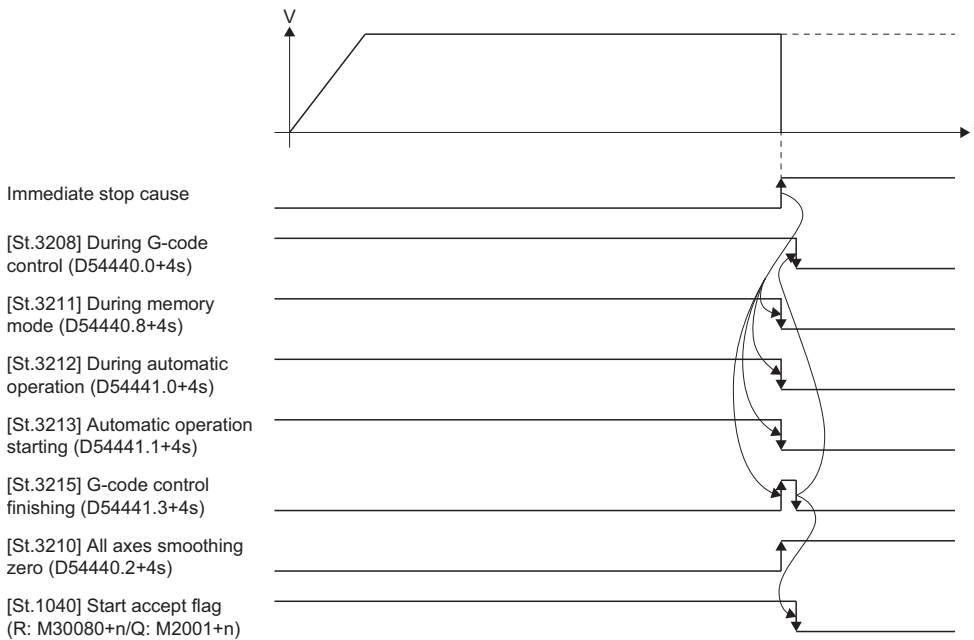 V
Immediate stop cause
[St.3208] During G-code
control (D54440.0+4s)
[St.3211] During memory
mode (D54440.8+4s)
[St.3212] During automatic
operation (D54441.0+4s)
[St.3213] Automatic operation
starting (D54441.1+4s)
[St.3215] G-code control
finishing (D54441.3+4s)
[St.3210] All axes smoothing
zero (D54440.2+4s)
[St.1040] Start accept flag
(R: M30080+n/Q: M2001+n)